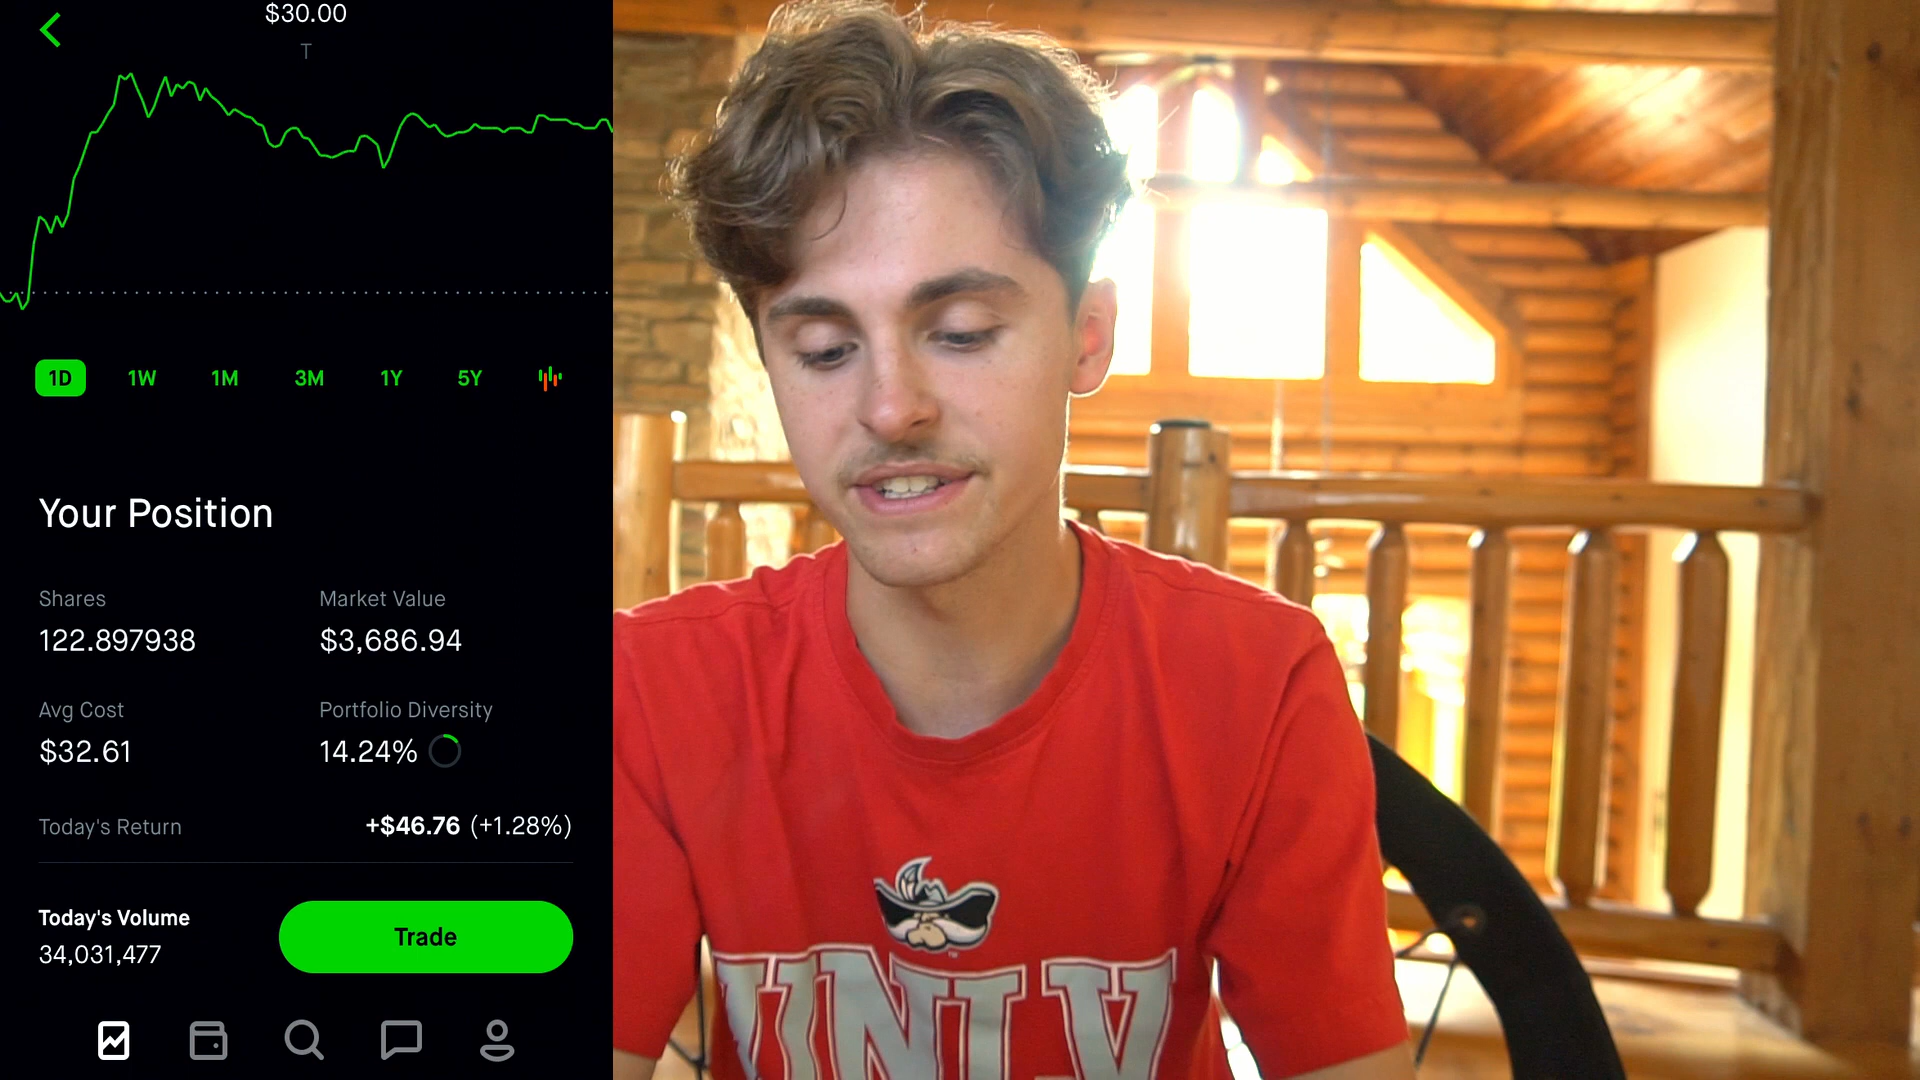 $30.00
T
1D 1W 1M 3M 1Y 5Y
Your Position
Shares Market Value
122.897938 $3,686.94
Avg Cost Portfolio Diversity
$32.61 14.24%
Today's Return +$46.76 (+1.28%)
Today's Volume
34,031,477
Trade
UNLV